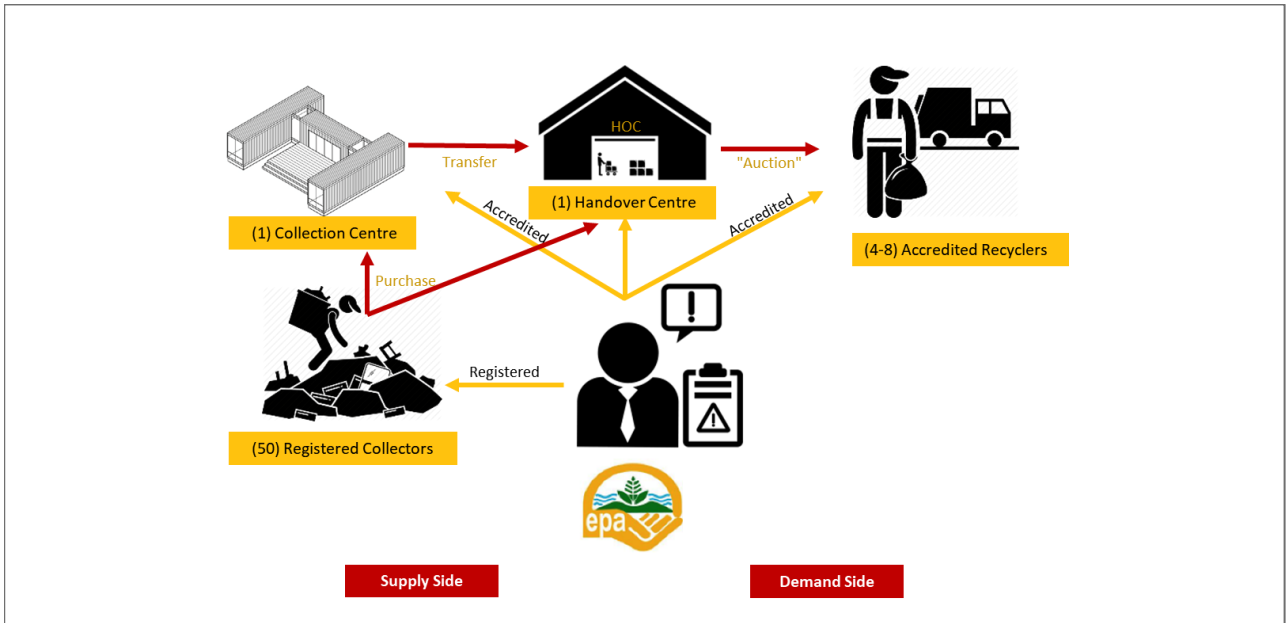 HOC
Transfer
"Auction"
(1) Handover Centre
Accredited
Accredited
(1) Collection Centre
(4-8) Accredited Recyclers
Purchase
Registered
(50) Registered Collectors
epa
Supply Side
Demand Side